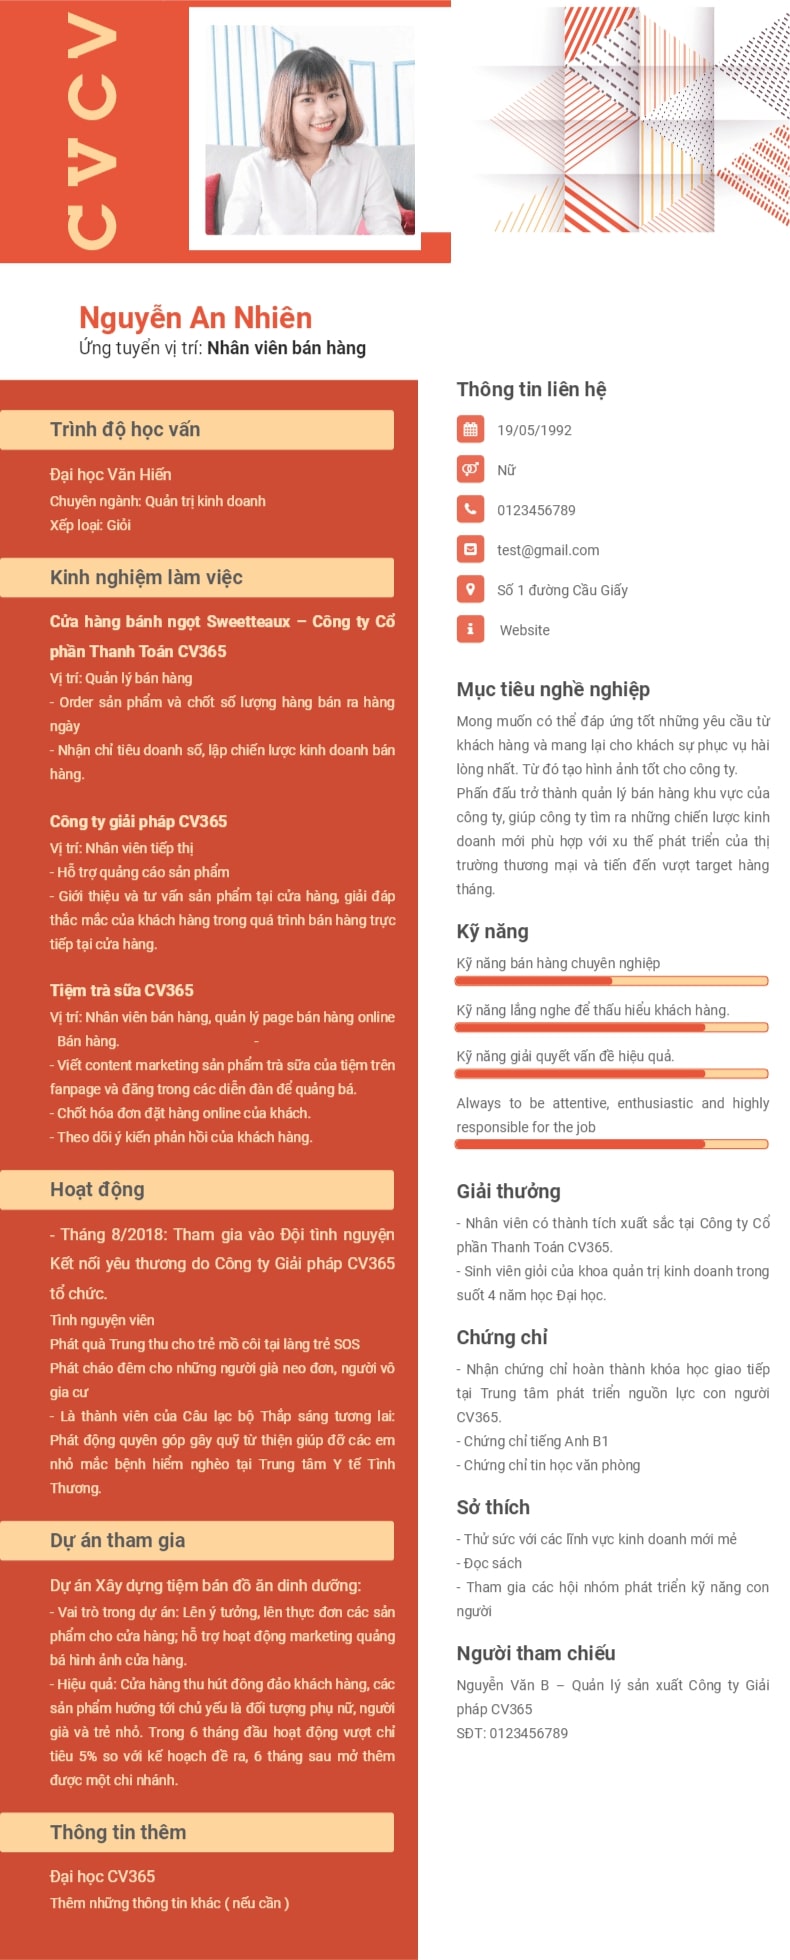 CVCV
Nguyễn An Nhiên
Ứng tuyển vị trí: Nhân viên bán hàng
Trình độ học vấn
Đại học Văn Hiến
Chuyên ngành: Quản trị kinh doanh
Xếp loại: Giỏi
Kinh nghiệm làm việc
Cửa hàng bánh ngọt Sweetteaux – Công ty Cổ
phần Thanh Toán CV365
Vị trí: Quản lý bán hàng
- Order sản phẩm và chốt số lượng hàng bán ra hàng
ngày
- Nhận chỉ tiêu doanh số, lập chiến lược kinh doanh bán
hàng.
Công ty giải pháp CV365
Vị trí: Nhân viên tiếp thị
- Hỗ trợ quảng cáo sản phẩm
- Giới thiệu và tư vấn sản phẩm tại cửa hàng, giải đáp
thắc mắc của khách hàng trong quá trình bán hàng trực
tiếp tại cửa hàng.
Tiệm trà sữa CV365
Vị trí: Nhân viên bán hàng, quản lý page bán hàng online
Bán hàng. -
- Viết content marketing sản phẩm trà sữa của tiệm trên
fanpage và đăng trong các diễn đàn để quảng bá.
- Chốt hóa đơn đặt hàng online của khách.
- Theo dõi ý kiến phản hồi của khách hàng.
Hoạt động
- Tháng 8/2018: Tham gia vào Đội tình nguyện
Kết nối yêu thương do Công ty Giải pháp CV365
tổ chức.
Tình nguyện viên
Phát quà Trung thu cho trẻ mồ côi tại làng trẻ SOS
Phát cháo đêm cho những người già neo đơn, người vô
gia cư
- Là thành viên của Câu lạc bộ Thắp sáng tương lai:
Phát động quyên góp gây quỹ từ thiện giúp đỡ các em
nhỏ mắc bệnh hiểm nghèo tại Trung tâm Y tế Tình
Thương.
Dự án tham gia
Dự án Xây dựng tiệm bán đồ ăn dinh dưỡng:
- Vai trò trong dự án: Lên ý tưởng, lên thực đơn các sản
phẩm cho cửa hàng; hỗ trợ hoạt động marketing quảng
bá hình ảnh cửa hàng.
- Hiệu quả: Cửa hàng thu hút đông đảo khách hàng, các
sản phẩm hướng tới chủ yếu là đối tượng phụ nữ, người
già và trẻ nhỏ. Trong 6 tháng đầu hoạt động vượt chỉ
tiêu 5% so với kế hoạch đề ra, 6 tháng sau mở thêm
được một chi nhánh.
Thông tin thêm
Đại học CV365
Thêm những thông tin khác ( nếu cần )
Thông tin liên hệ
19/05/1992
Nữ
0123456789
test@gmail.com
Số 1 đường Cầu Giấy
Website
Mục tiêu nghề nghiệp
Mong muốn có thể đáp ứng tốt những yêu cầu từ
khách hàng và mang lại cho khách sự phục vụ hài
lòng nhất. Từ đó tạo hình ảnh tốt cho công ty.
Phấn đấu trở thành quản lý bán hàng khu vực của
công ty, giúp công ty tìm ra những chiến lược kinh
doanh mới phù hợp với xu thế phát triển của thị
trường thương mại và tiến đến vượt target hàng
tháng.
Kỹ năng
Kỹ năng bán hàng chuyên nghiệp
Kỹ năng lắng nghe để thấu hiểu khách hàng.
Kỹ năng giải quyết vấn đề hiệu quả.
Always to be attentive, enthusiastic and highly
responsible for the job
Giải thưởng
- Nhân viên có thành tích xuất sắc tại Công ty Cổ
phần Thanh Toán CV365.
- Sinh viên giỏi của khoa quản trị kinh doanh trong
suốt 4 năm học Đại học.
Chứng chỉ
- Nhận chứng chỉ hoàn thành khóa học giao tiếp
tại Trung tâm phát triển nguồn lực con người
CV365.
- Chứng chỉ tiếng Anh B1
- Chứng chỉ tin học văn phòng
Sở thích
- Thử sức với các lĩnh vực kinh doanh mới mẻ
- Đọc sách
- Tham gia các hội nhóm phát triển kỹ năng con
người
Người tham chiếu
Nguyễn Văn B – Quản lý sản xuất Công ty Giải
pháp CV365
SĐT: 0123456789